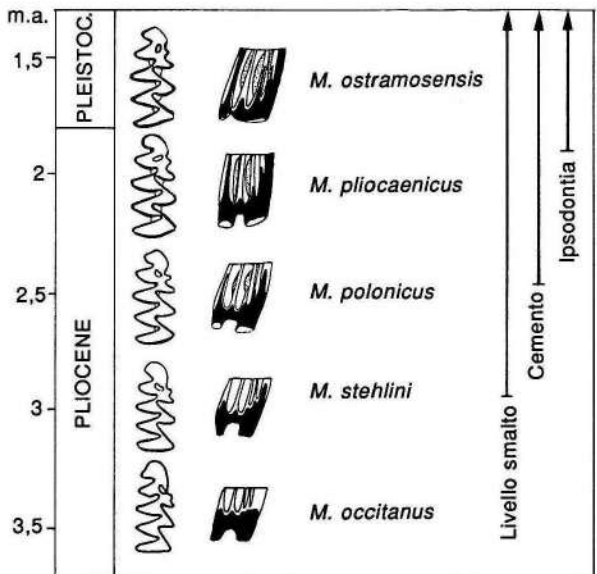 m.a.
PLEISTOC.
1,5
M. ostramosensis
PLIOCENE
2
M. pliocaenicus
2,5
M. polonicus
3
M. stehlini
3,5
M. occitanus
Livello smalto
Cemento
Ipsodontia